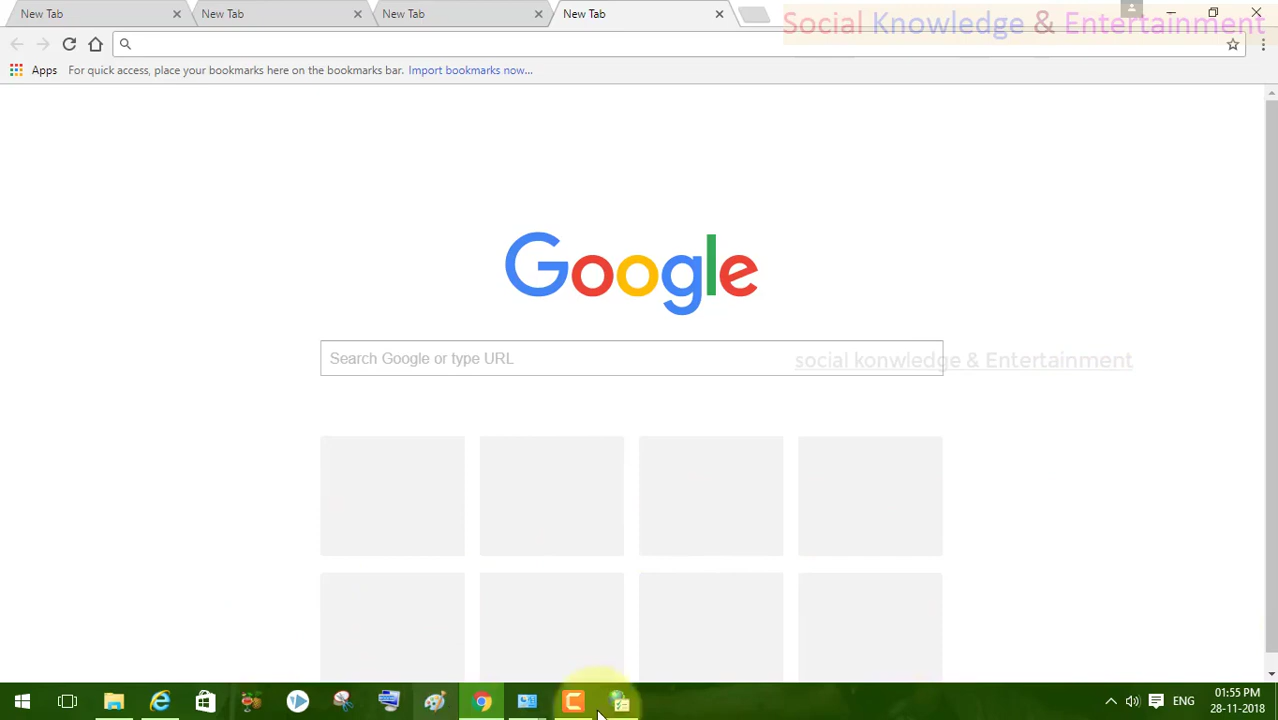 New Tab
New Tab
New Tab
New Tab
Social Knowledge & Entertainment
Apps For quick access, place your bookmarks here on the bookmarks bar. Import bookmarks now...
Google
Search Google or type URL
social konwledge & Entertainment
ENG
01:55 PM
28-11-2018